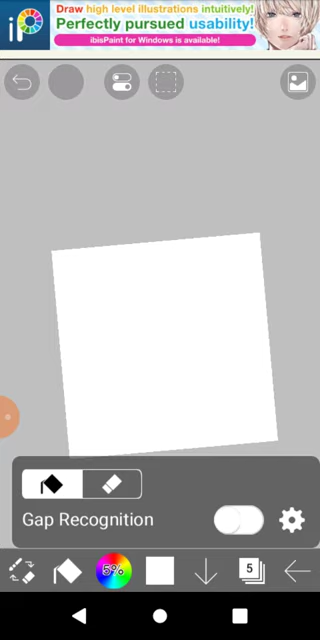 iP
Draw high level illustrations intuitively!
Perfectly pursued usability!
ibisPaint for Windows is available!
Gap Recognition
5%
5